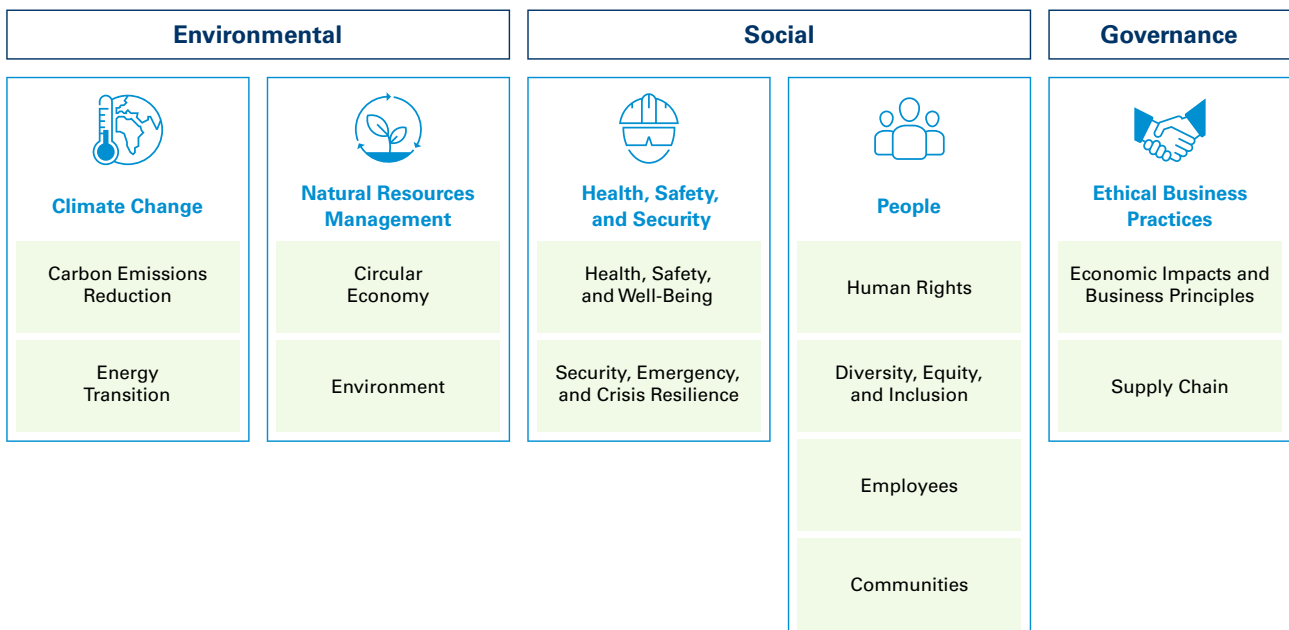 Environmental
Social
Governance
Climate Change
Natural Resources
Management
Health, Safety,
and Security
People
Ethical Business
Practices
Carbon Emissions
Reduction
Energy
Transition
Circular
Economy
Environment
Health, Safety,
and Well-Being
Security, Emergency,
and Crisis Resilience
Human Rights
Diversity, Equity,
and Inclusion
Employees
Communities
Economic Impacts and
Business Principles
Supply Chain